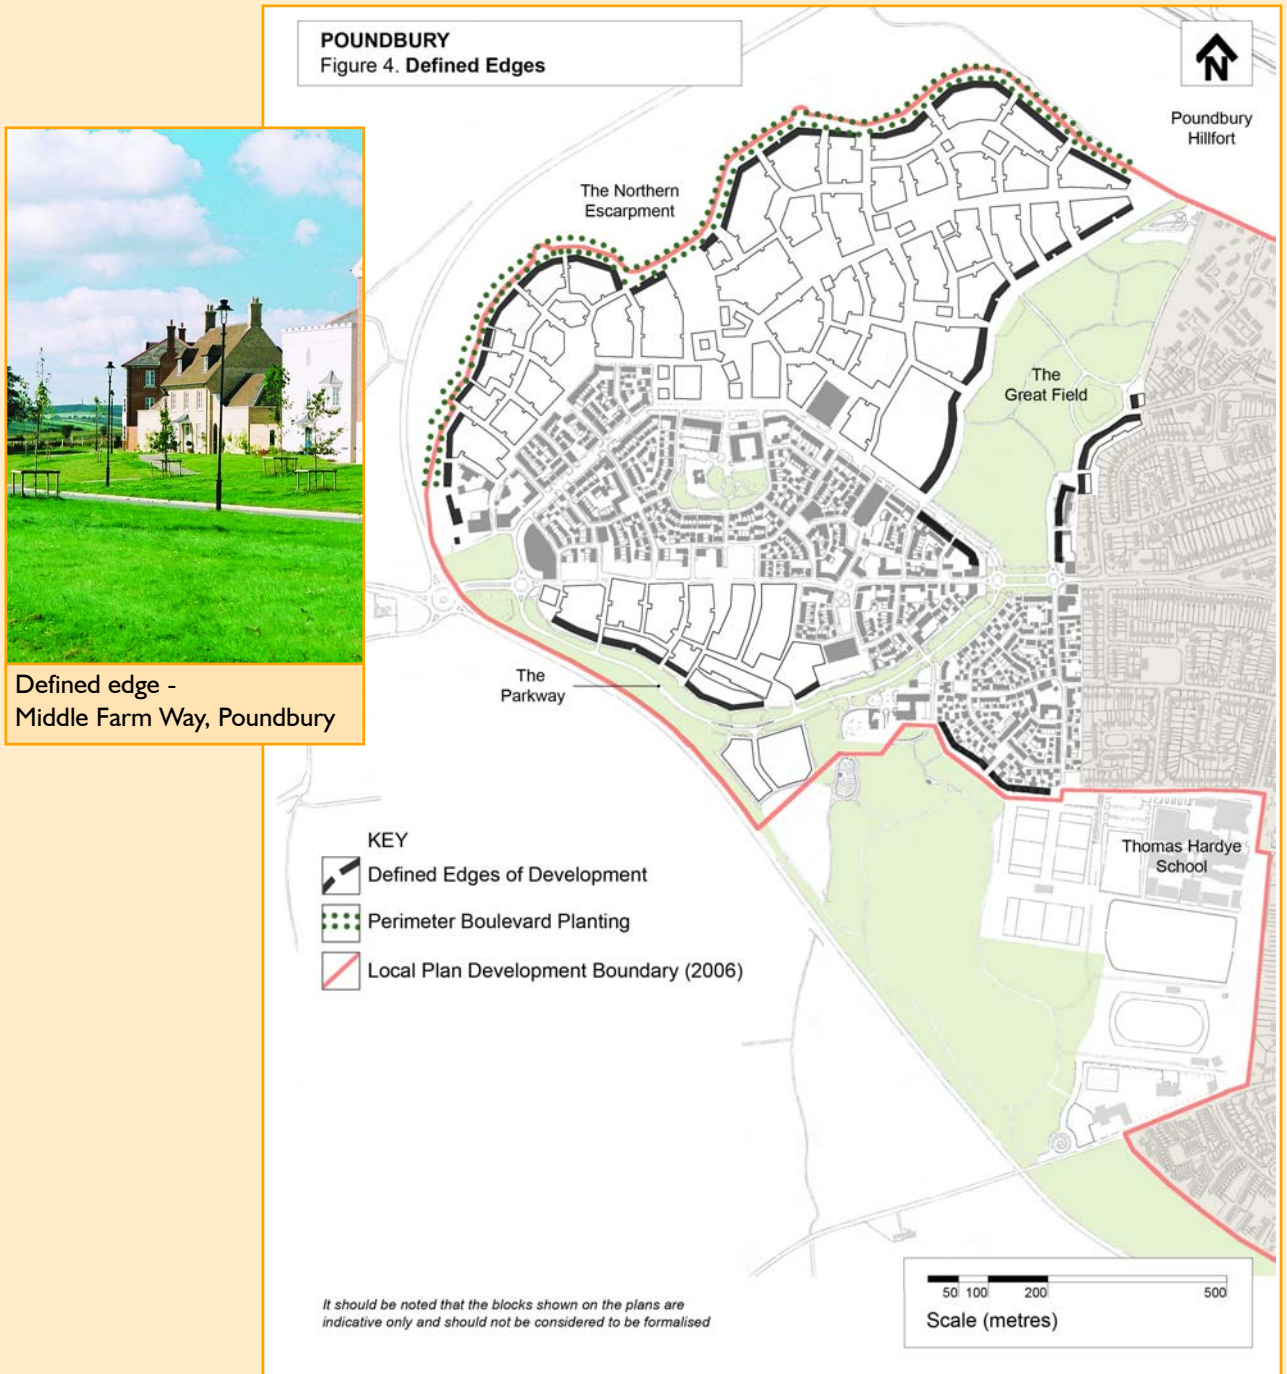 POUNDBURY
Figure 4. Defined Edges
N
Poundbury
Hillfort
The Northern
Escarpment
The
Great Field
Defined edge -
Middle Farm Way, Poundbury
The
Parkway
Thomas Hardye
School
KEY
Defined Edges of Development
Perimeter Boulevard Planting
Local Plan Development Boundary (2006)
It should be noted that the blocks shown on the plans are
indicative only and should not be considered to be formalised
50 100 200 500
Scale (metres)